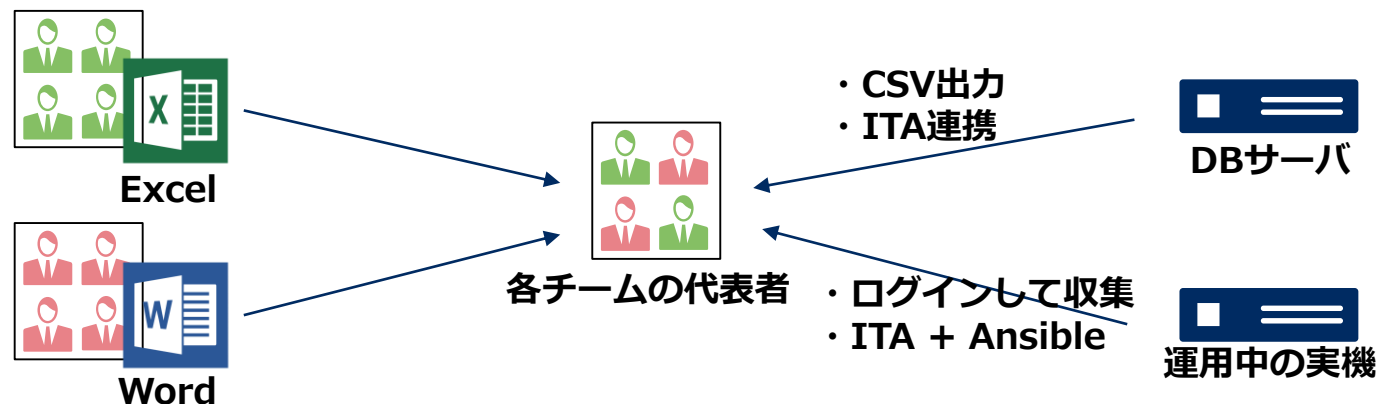 X
Excel
W
Word
各チームの代表者
・CSV出力
・ITA連携
DBサーバ
・ログインして収集
・ITA + Ansible
運用中の実機